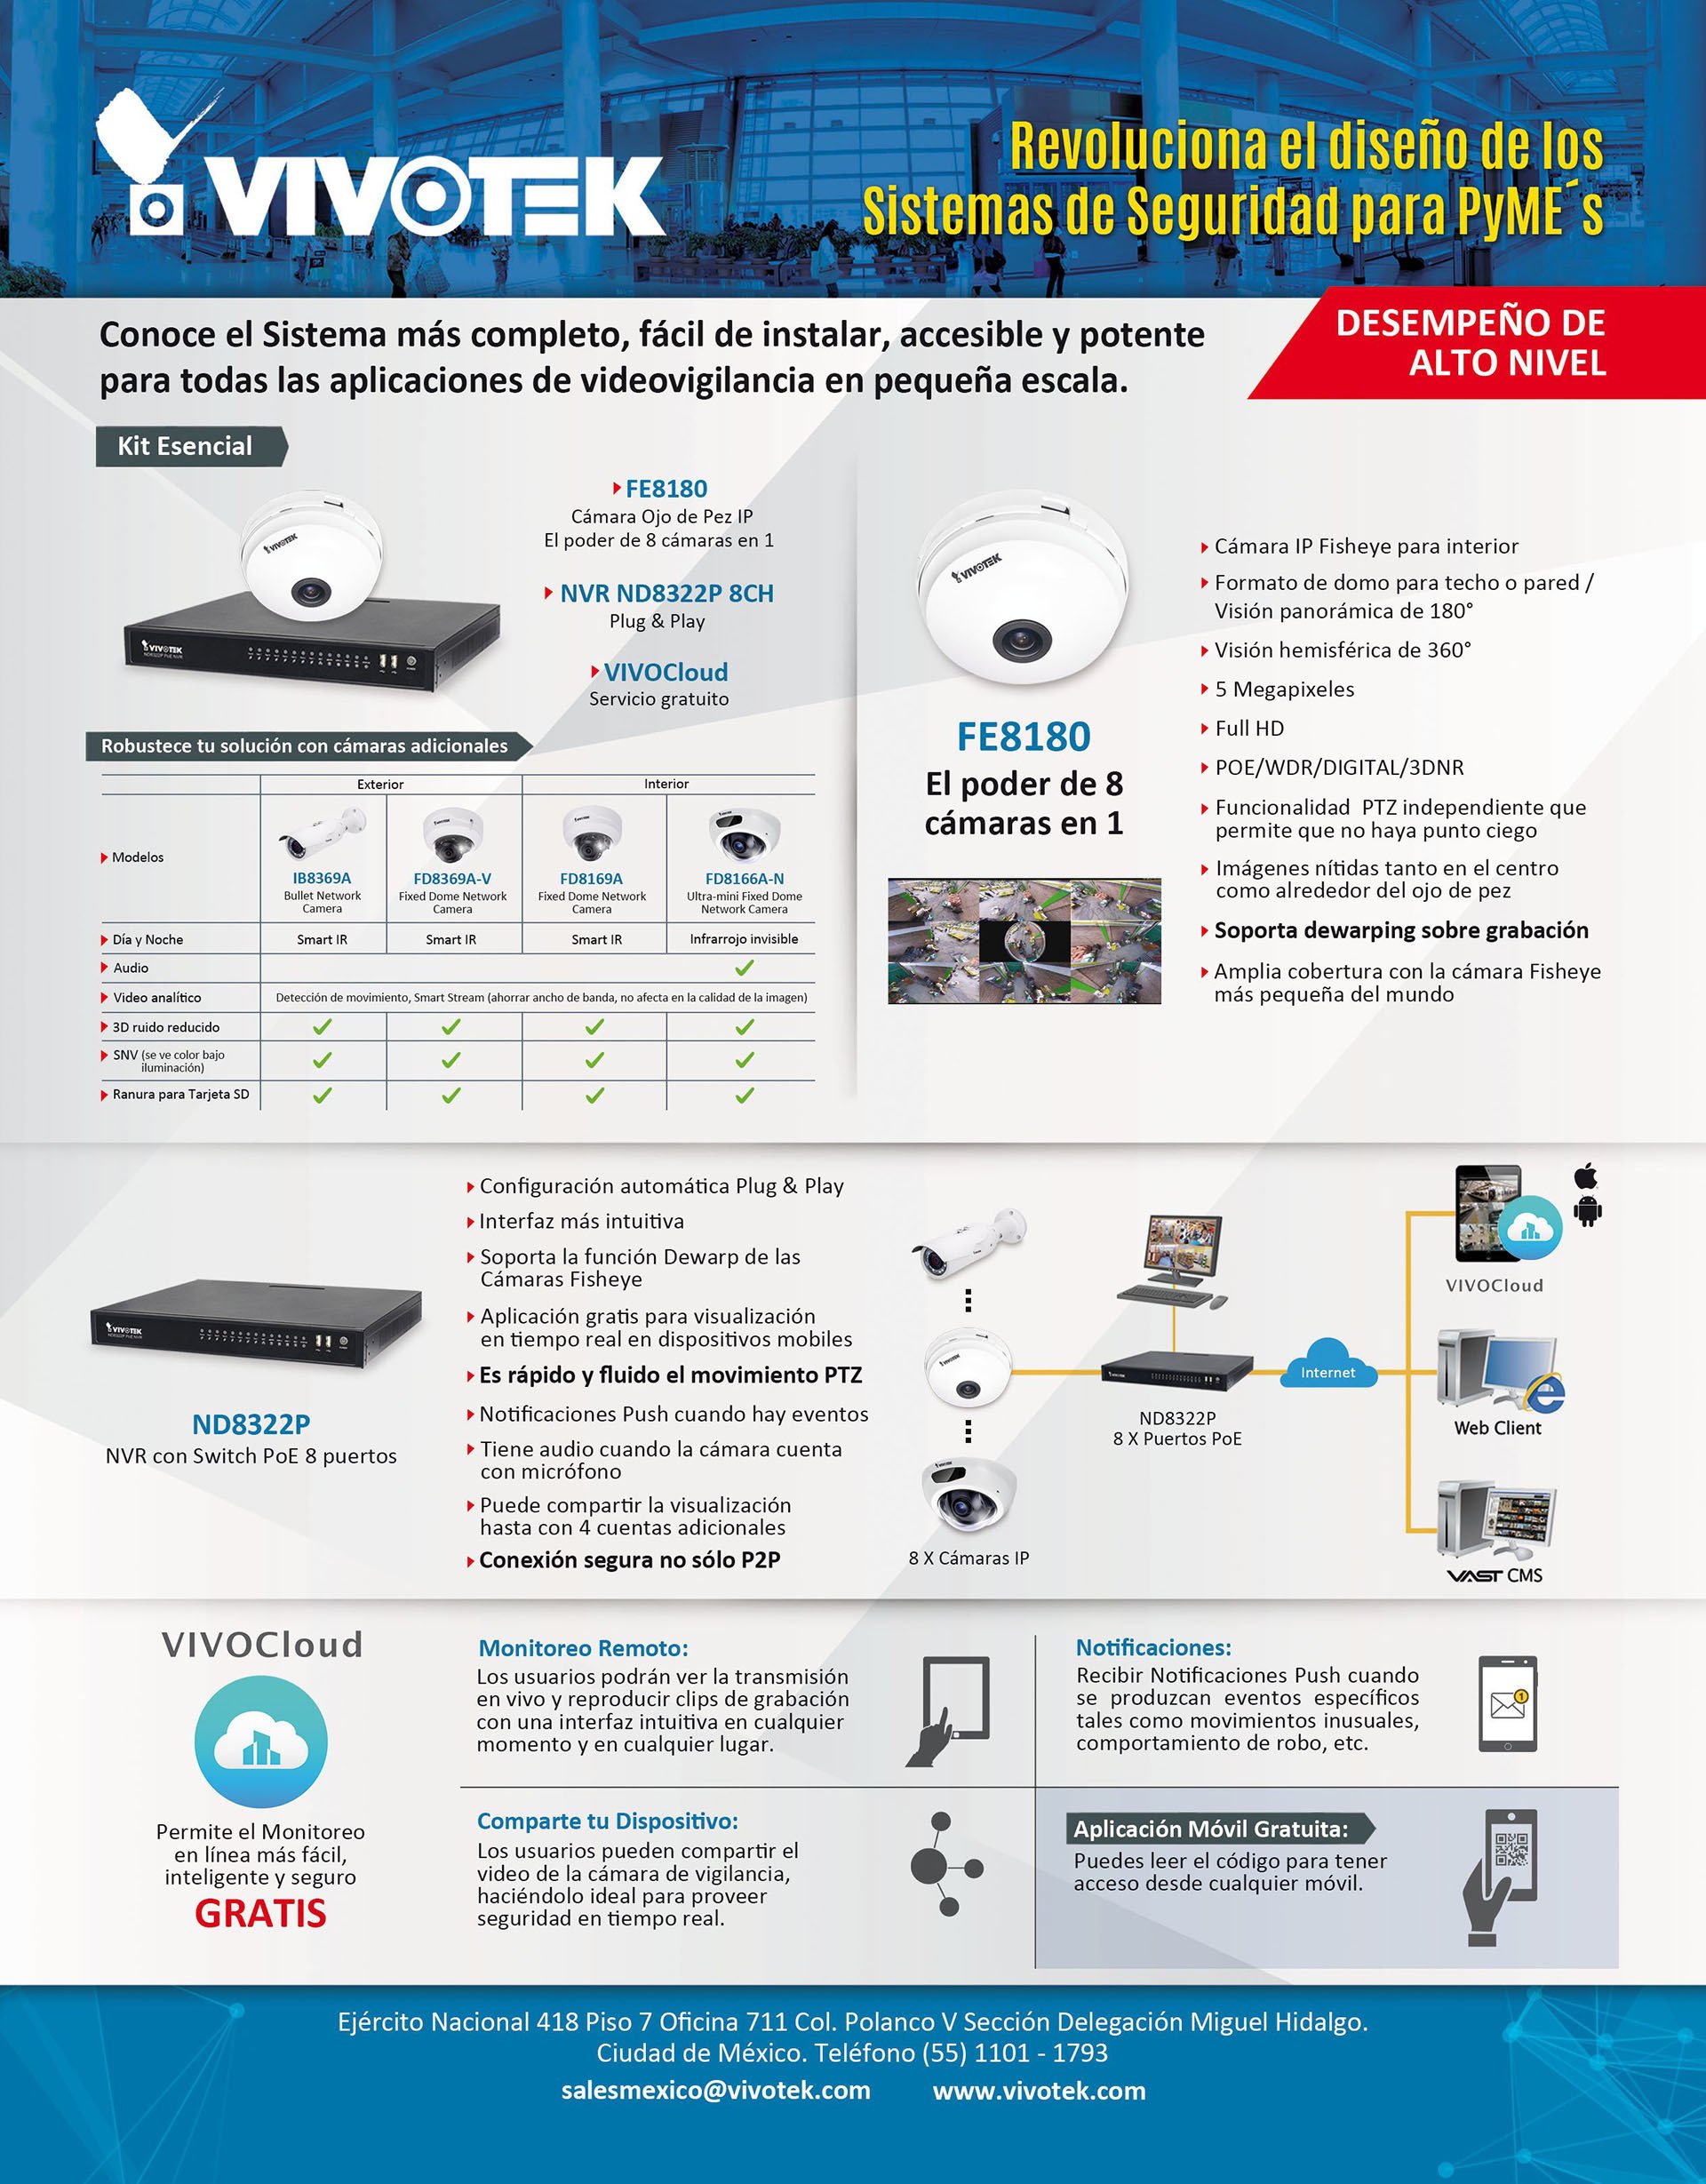 VIVOTEK
Revoluciona el diseño de los
Sistemas de Seguridad para PyME´s
Conoce el Sistema más completo, fácil de instalar, accesible y potente
para todas las aplicaciones de videovigilancia en pequeña escala.
DESEMPEÑO DE
ALTO NIVEL
Kit Esencial
VIVOTEK
VIVOTEK
FE8180
Cámara Ojo de Pez IP
El poder de 8 cámaras en 1
NVR ND8322P 8CH
Plug & Play
VIVOCloud
Servicio gratuito
Robustece tu solución con cámaras adicionales
Exterior Interior
Modelos
IB8369A FD8369A-V FD8169A FD8166A-N
Bullet Network Fixed Dome Network Fixed Dome Network Ultra-mini Fixed Dome
Camera Camera Camera Network Camera
Día y Noche Smart IR Smart IR Smart IR Infrarrojo invisible
Audio
Video analítico Detección de movimiento, Smart Stream (ahorrar ancho de banda, no afecta en la calidad de la imagen)
3D ruido reducido
SNV (se ve color bajo
iluminación)
Ranura para Tarjeta SD
VIVOTEK
FE8180
El poder de 8
cámaras en 1
Cámara IP Fisheye para interior
Formato de domo para techo o pared /
Visión panorámica de 180°
Visión hemisférica de 360°
5 Megapixeles
Full HD
POE/WDR/DIGITAL/3DNR
Funcionalidad PTZ independiente que
permite que no haya punto ciego
Imágenes nítidas tanto en el centro
como alrededor del ojo de pez
Soporta dewarping sobre grabación
Amplia cobertura con la cámara Fisheye
más pequeña del mundo
VIVOTEK
ND8322P
NVR con Switch PoE 8 puertos
Configuración automática Plug & Play
Interfaz más intuitiva
Soporta la función Dewarp de las
Cámaras Fisheye
Aplicación gratis para visualización
en tiempo real en dispositivos mobiles
Es rápido y fluido el movimiento PTZ
Notificaciones Push cuando hay eventos
Tiene audio cuando la cámara cuenta
con micrófono
Puede compartir la visualización
hasta con 4 cuentas adicionales
Conexión segura no sólo P2P
8 X Cámaras IP
ND8322P
8 X Puertos PoE
Internet
VIVOCloud
Web Client
VAST CMS
VIVOCloud
Permite el Monitoreo
en línea más fácil,
inteligente y seguro
GRATIS
Monitoreo Remoto:
Los usuarios podrán ver la transmisión
en vivo y reproducir clips de grabación
con una interfaz intuitiva en cualquier
momento y en cualquier lugar.
Notificaciones:
Recibir Notificaciones Push cuando
se produzcan eventos específicos
tales como movimientos inusuales,
comportamiento de robo, etc.
1
Comparte tu Dispositivo:
Los usuarios pueden compartir el
video de la cámara de vigilancia,
haciéndolo ideal para proveer
seguridad en tiempo real.
Aplicación Móvil Gratuita:
Puedes leer el código para tener
acceso desde cualquier móvil.
Ejército Nacional 418 Piso 7 Oficina 711 Col. Polanco V Sección Delegación Miguel Hidalgo.
Ciudad de México. Teléfono (55) 1101 - 1793
salesmexico@vivotek.com www.vivotek.com